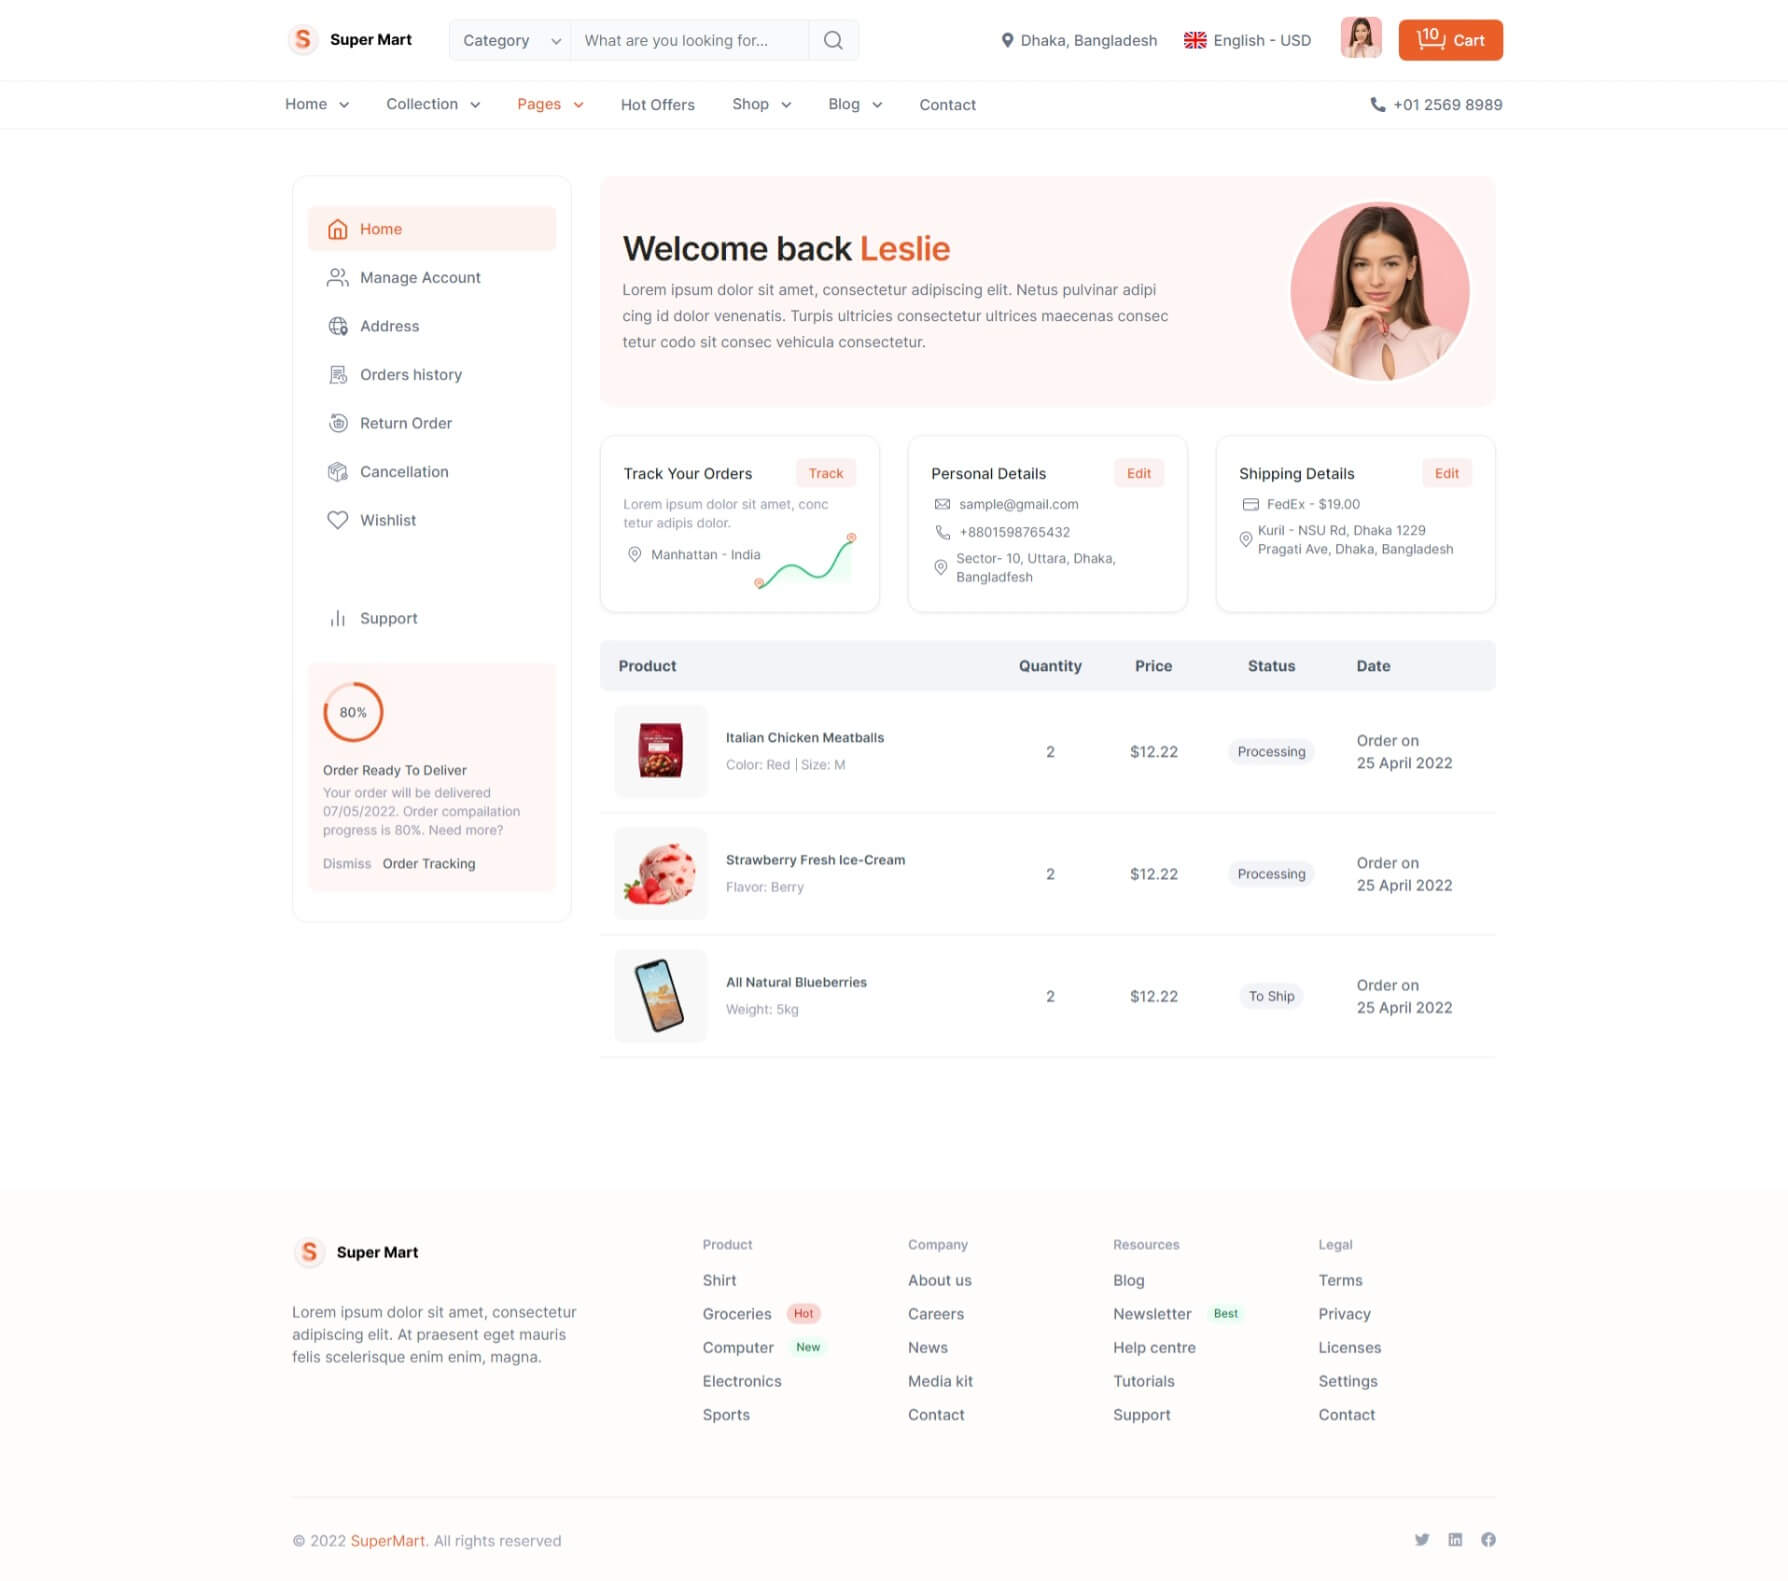 S Super Mart
Category
What are you looking for...
Dhaka, Bangladesh
English - USD
10 Cart
Home
Collection
Pages
Hot Offers
Shop
Blog
Contact
+01 2569 8989
Home
Manage Account
Address
Orders history
Return Order
Cancellation
Wishlist
Support
80%
Order Ready To Deliver
Your order will be delivered
07/05/2022. Order compailation
progress is 80%. Need more?
Dismiss Order Tracking
Welcome back Leslie
Lorem ipsum dolor sit amet, consectetur adipiscing elit. Netus pulvinar adipi
cing id dolor venenatis. Turpis ultricies consectetur ultrices maecenas consec
tetur codo sit consec vehicula consectetur.
Track Your Orders
Track
Lorem ipsum dolor sit amet, conc
tetur adipis dolor.
Manhattan - India
Personal Details
Edit
sample@gmail.com
+8801598765432
Sector- 10, Uttara, Dhaka,
Bangladfesh
Shipping Details
Edit
FedEx - $19.00
Kuril - NSU Rd, Dhaka 1229
Pragati Ave, Dhaka, Bangladesh
Product
Quantity
Price
Status
Date
Italian Chicken Meatballs
Color: Red | Size: M
2
$12.22
Processing
Order on
25 April 2022
Strawberry Fresh Ice-Cream
Flavor: Berry
2
$12.22
Processing
Order on
25 April 2022
All Natural Blueberries
Weight: 5kg
2
$12.22
To Ship
Order on
25 April 2022
S Super Mart
Lorem ipsum dolor sit amet, consectetur
adipiscing elit. At praesent eget mauris
felis scelerisque enim enim, magna.
Product
Shirt
Groceries Hot
Computer New
Electronics
Sports
Company
About us
Careers
News
Media kit
Contact
Resources
Blog
Newsletter Best
Help centre
Tutorials
Support
Legal
Terms
Privacy
Licenses
Settings
Contact
© 2022 SuperMart. All rights reserved